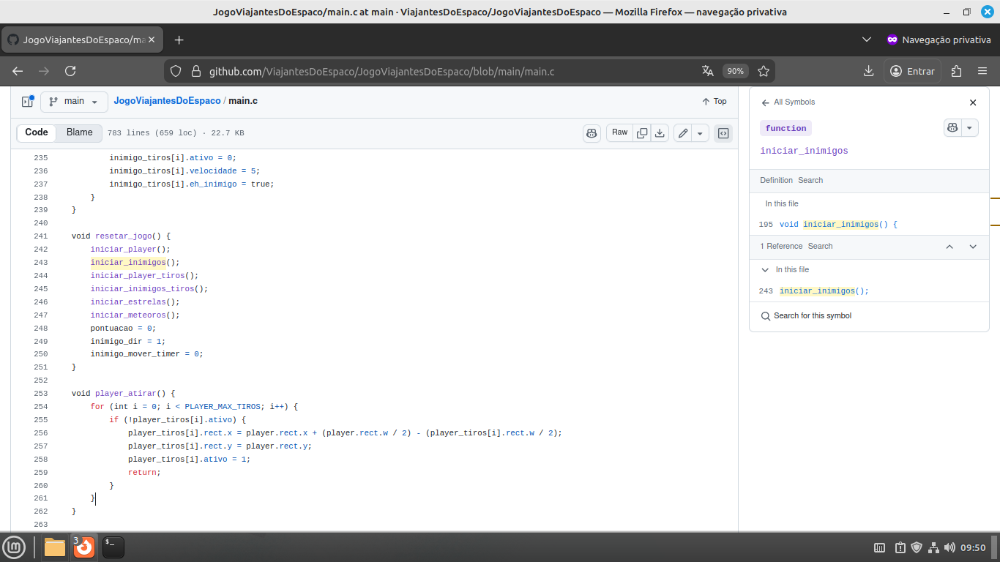 JogoViajantesDoEspaco/main.c at main · ViajantesDoEspaco/JogoViajantesDoEspaco — Mozilla Firefox — navegação privativa
JogoViajantesDoEspaco/ma
Navegação privativa
github.com/ViajantesDoEspaco/JogoViajantesDoEspaco/blob/main/main.c
90%
Entrar
main
JogoViajantesDoEspaco / main.c
Top
Code
Blame
783 lines (659 loc) · 22.7 KB
Raw
235 inimigo_tiros[i].ativo = 0;
236 inimigo_tiros[i].velocidade = 5;
237 inimigo_tiros[i].eh_inimigo = true;
238 }
239 }
240
241 void resetar_jogo() {
242 iniciar_player();
243 iniciar_inimigos();
244 iniciar_player_tiros();
245 iniciar_inimigos_tiros();
246 iniciar_estrelas();
247 iniciar_meteoros();
248 pontuacao = 0;
249 inimigo_dir = 1;
250 inimigo_mover_timer = 0;
251 }
252
253 void player_atirar() {
254 for (int i = 0; i < PLAYER_MAX_TIROS; i++) {
255 if (!player_tiros[i].ativo) {
256 player_tiros[i].rect.x = player.rect.x + (player.rect.w / 2) - (player_tiros[i].rect.w / 2);
257 player_tiros[i].rect.y = player.rect.y;
258 player_tiros[i].ativo = 1;
259 return;
260 }
261 }
262 }
263
All Symbols
function
iniciar_inimigos
Definition Search
In this file
195 void iniciar_inimigos() {
1 Reference Search
In this file
243 iniciar_inimigos();
Search for this symbol
3
$_
09:50